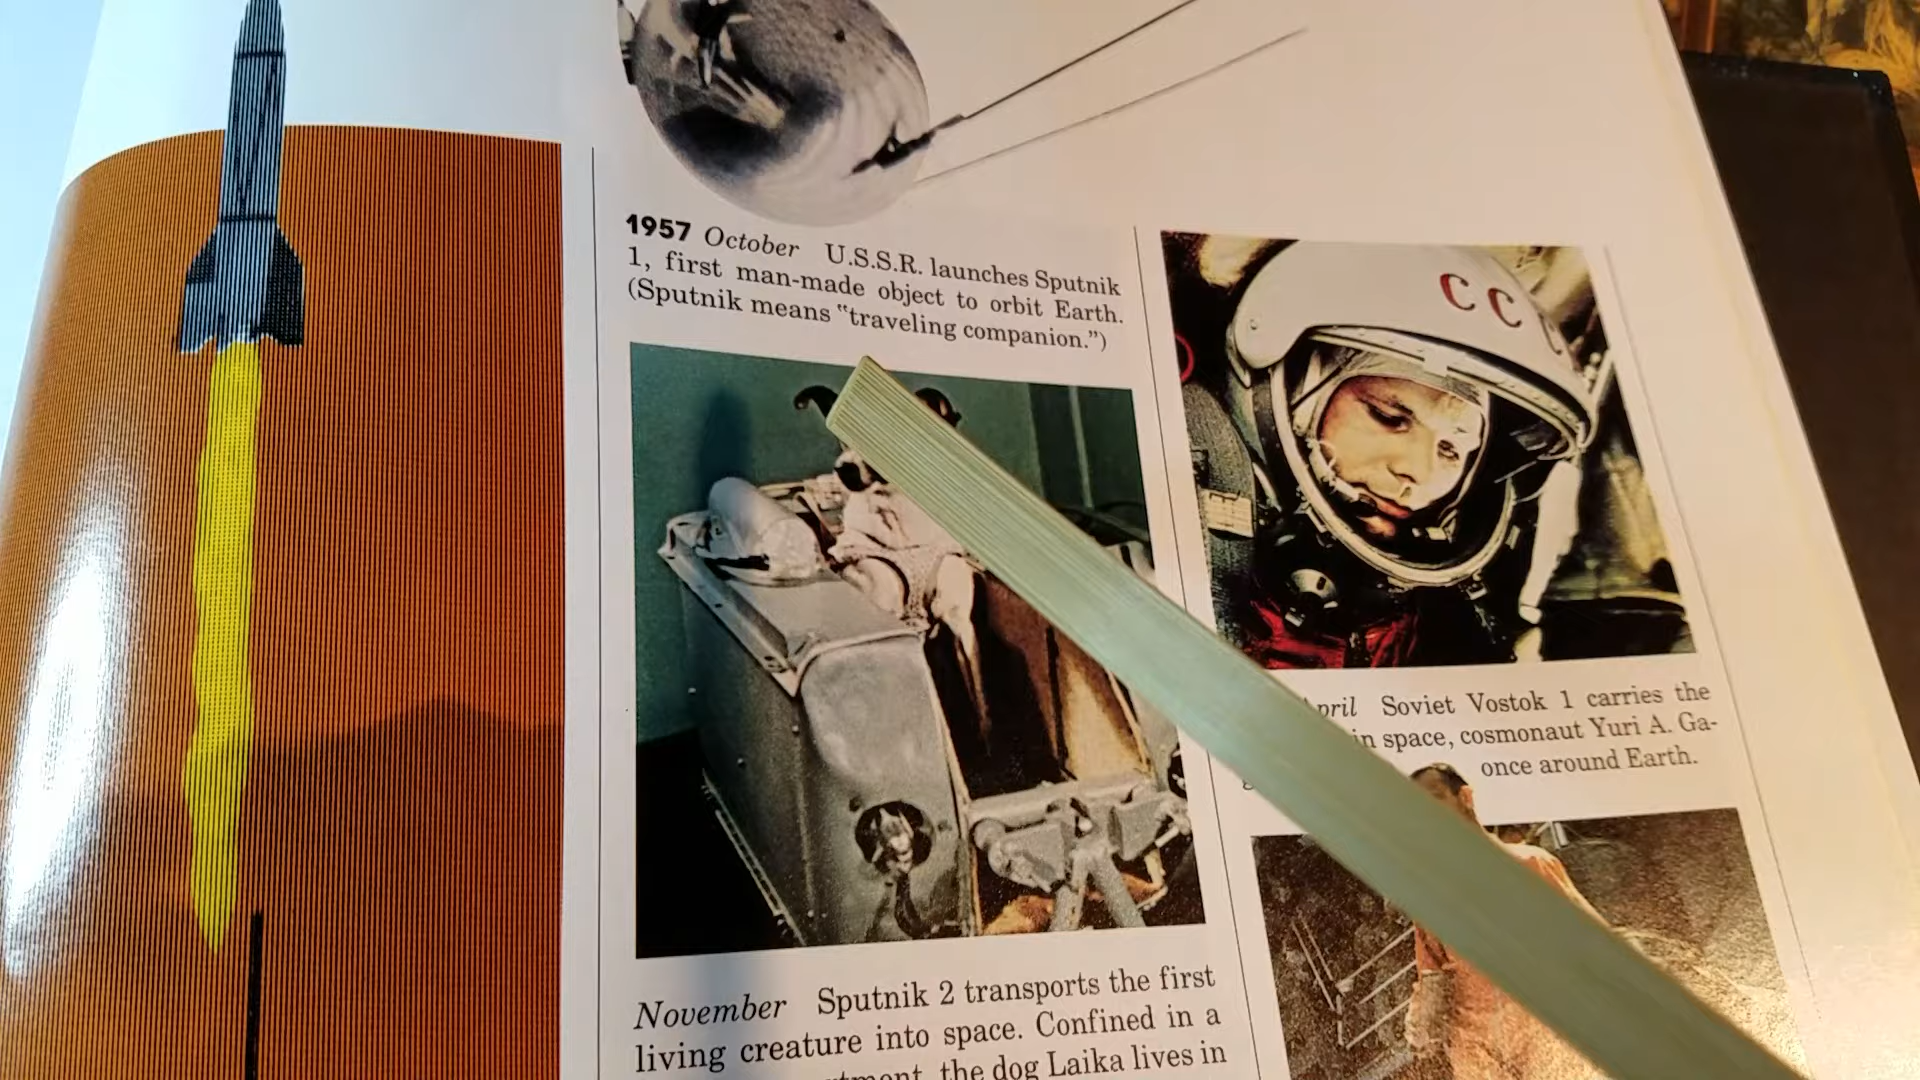 1957 October U.S.S.R. launches Sputnik
1, first man-made object to orbit Earth.
(Sputnik means "traveling companion.")
November Sputnik 2 transports the first
living creature into space. Confined in a
the dog Laika lives in
CC
Soviet Vostok 1 carries the
in space, cosmonaut Yuri A. Ga-
once around Earth.